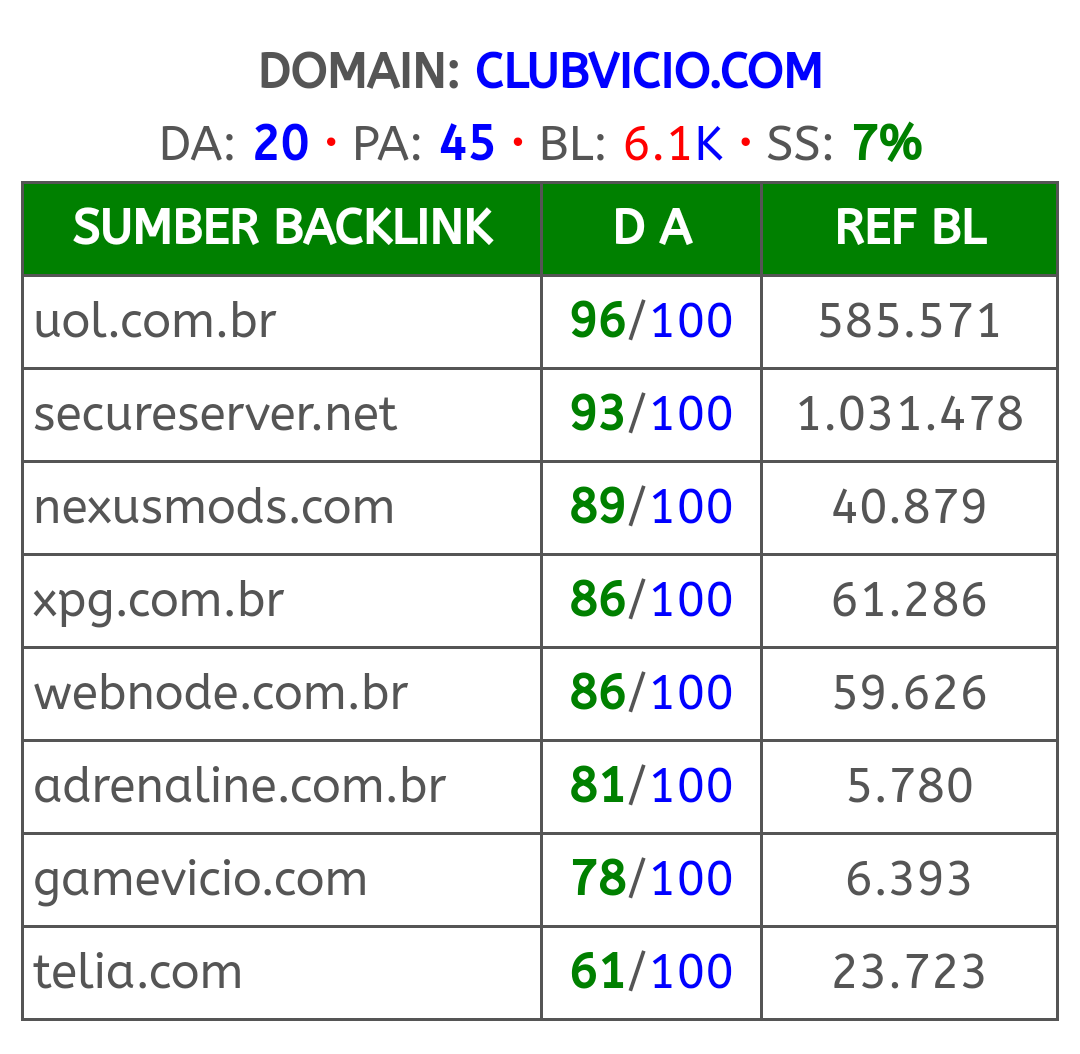 DOMAIN: CLUBVICIO.COM
DA: 20 • PA: 45 • BL: 6.1K • SS: 7%
SUMBER BACKLINK D A REF BL
uol.com.br 96/100 585.571
secureserver.net 93/100 1.031.478
nexusmods.com 89/100 40.879
xpg.com.br 86/100 61.286
webnode.com.br 86/100 59.626
adrenaline.com.br 81/100 5.780
gamevicio.com 78/100 6.393
telia.com 61/100 23.723